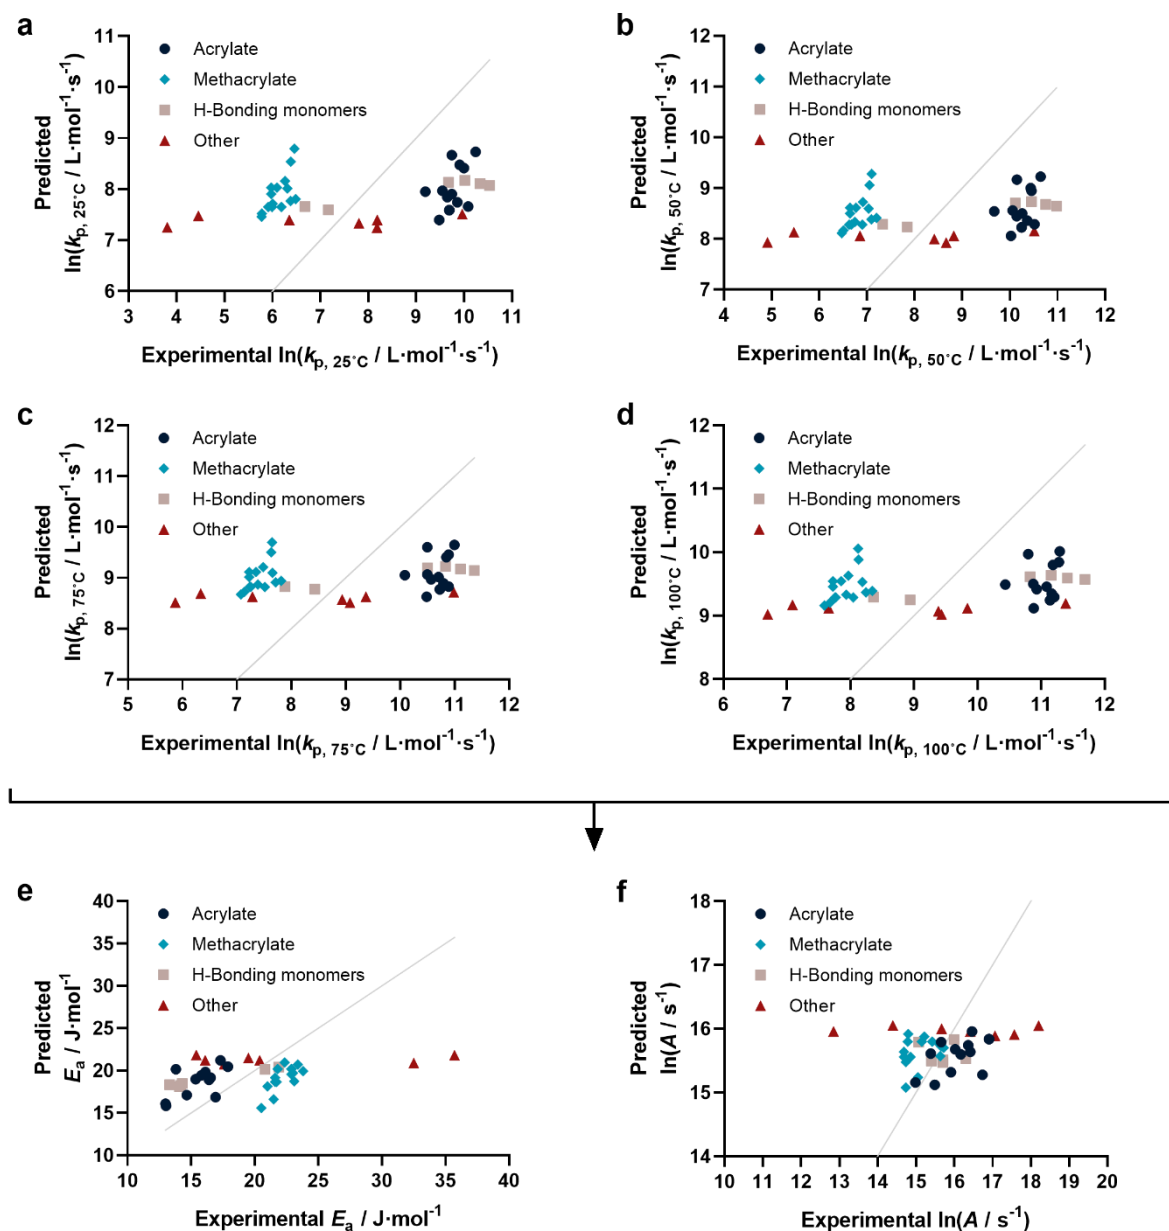 a
Predicted
ln(kp, 25°C / L·mol⁻¹·s⁻¹)
11
10
9
8
7
6
Acrylate
Methacrylate
H-Bonding monomers
Other
3 4 5 6 7 8 9 10 11
Experimental ln(kp, 25°C / L·mol⁻¹·s⁻¹)
b
Predicted
ln(kp, 50°C / L·mol⁻¹·s⁻¹)
12
11
10
9
8
7
Acrylate
Methacrylate
H-Bonding monomers
Other
4 5 6 7 8 9 10 11 12
Experimental ln(kp, 50°C / L·mol⁻¹·s⁻¹)
c
Predicted
ln(kp, 75°C / L·mol⁻¹·s⁻¹)
12
11
10
9
8
7
Acrylate
Methacrylate
H-Bonding monomers
Other
5 6 7 8 9 10 11 12
Experimental ln(kp, 75°C / L·mol⁻¹·s⁻¹)
d
Predicted
ln(kp, 100°C / L·mol⁻¹·s⁻¹)
12
11
10
9
8
Acrylate
Methacrylate
H-Bonding monomers
Other
7 8 9 10 11 12
6
Experimental ln(kp, 100°C / L·mol⁻¹·s⁻¹)
e
Predicted
Ea / J·mol⁻¹
40
35
30
25
20
15
10
Acrylate
Methacrylate
H-Bonding monomers
Other
10 15 20 25 30 35 40
Experimental Ea / J·mol⁻¹
f
Predicted
ln(A / s⁻¹)
18
17
16
15
14
Acrylate
Methacrylate
H-Bonding monomers
Other
10 11 12 13 14 15 16 17 18 19 20
Experimental ln(A / s⁻¹)